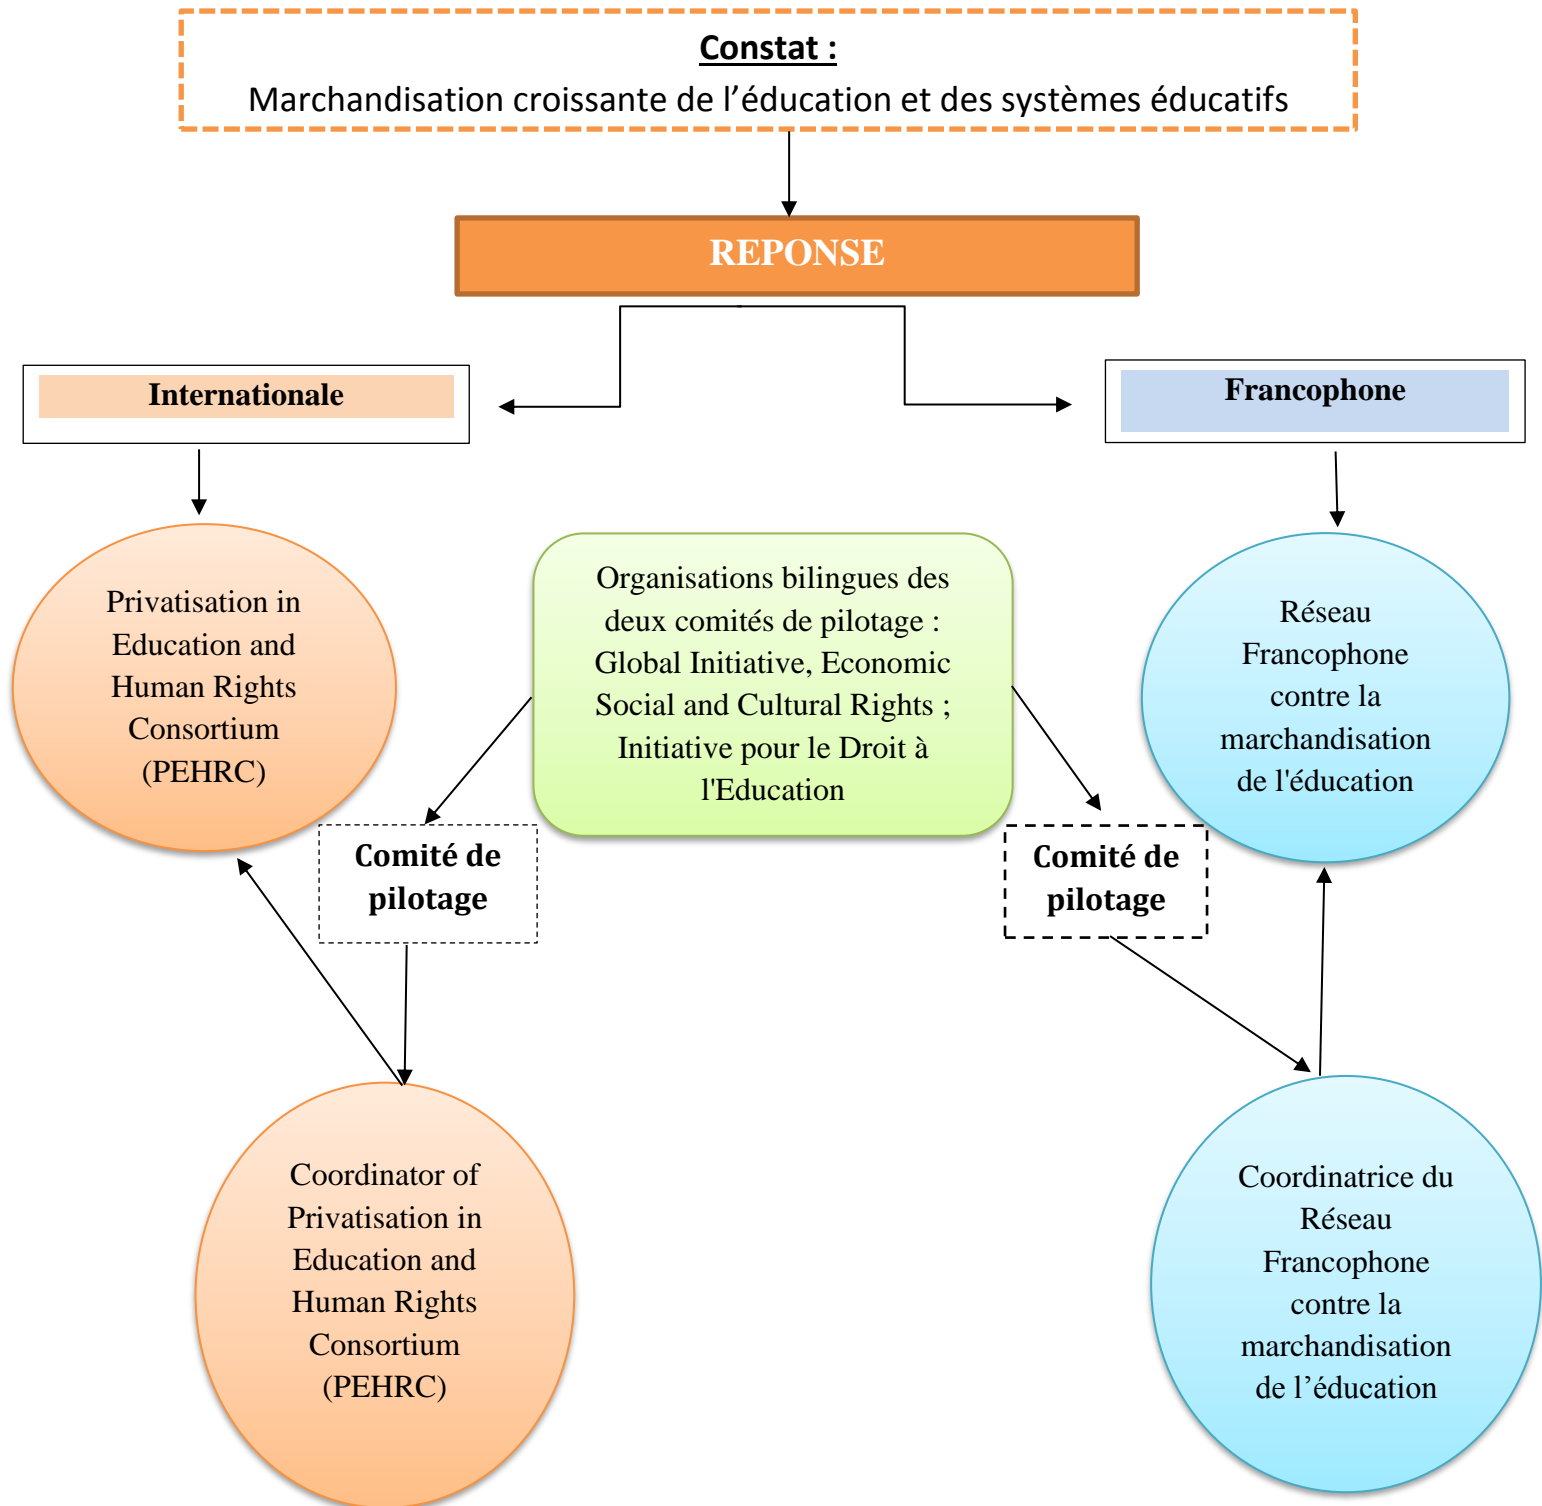 Constat :
Marchandisation croissante de l’éducation et des systèmes éducatifs
REPONSE
Internationale
Francophone
Privatisation in
Education and
Human Rights
Consortium
(PEHRC)
Organisations bilingues des
deux comités de pilotage :
Global Initiative, Economic
Social and Cultural Rights ;
Initiative pour le Droit à
l'Education
Réseau
Francophone
contre la
marchandisation
de l'éducation
Comité de
pilotage
Comité de
pilotage
Coordinator of
Privatisation in
Education and
Human Rights
Consortium
(PEHRC)
Coordinatrice du
Réseau
Francophone
contre la
marchandisation
de l’éducation